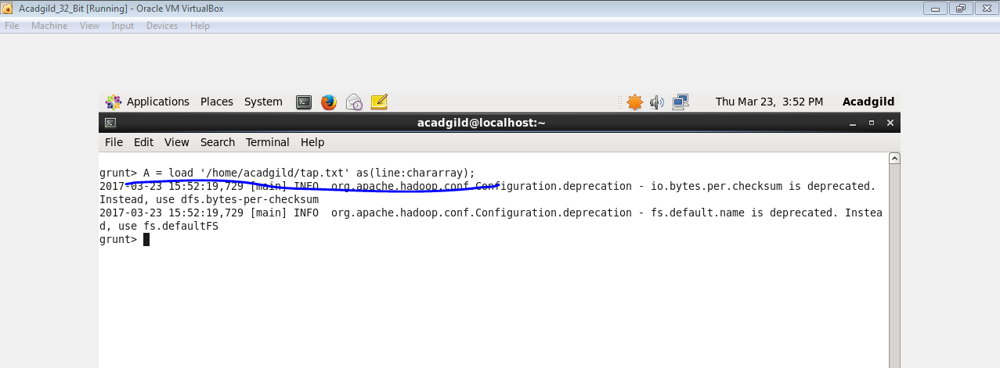 Acadgild_32_Bit [Running] - Oracle VM VirtualBox
File Machine View Input Devices Help
Applications Places System Thu Mar 23, 3:52 PM Acadgild
acadgild@localhost:~
File Edit View Search Terminal Help
grunt> A = load '/home/acadgild/tap.txt' as(line:chararray);
2017-03-23 15:52:19,729 [main] INFO  org.apache.hadoop.conf.Configuration.deprecation - io.bytes.per.checksum is deprecated.
Instead, use dfs.bytes-per-checksum
2017-03-23 15:52:19,729 [main] INFO  org.apache.hadoop.conf.Configuration.deprecation - fs.default.name is deprecated. Instea
d, use fs.defaultFS
grunt>